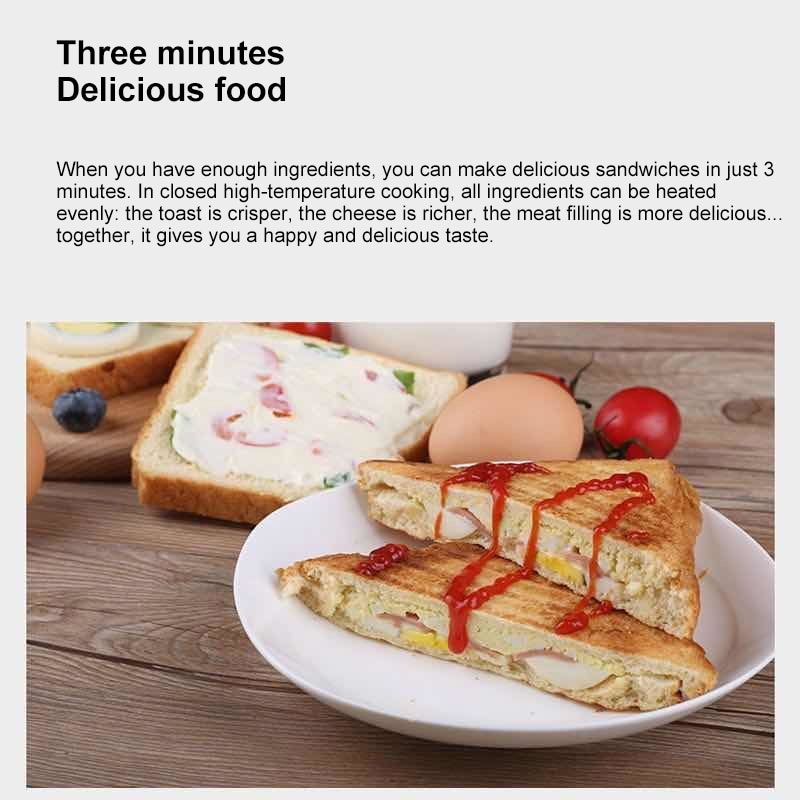 Three minutes
Delicious food
When you have enough ingredients, you can make delicious sandwiches in just 3
minutes. In closed high-temperature cooking, all ingredients can be heated
evenly: the toast is crisper, the cheese is richer, the meat filling is more delicious...
together, it gives you a happy and delicious taste.